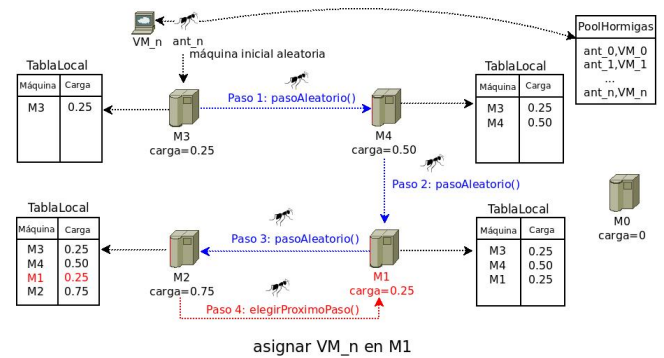 VM_n ant_n
PoolHormigas
ant_0,VM_0
ant_1,VM_1
...
ant_n,VM_n
máquina inicial aleatoria
TablaLocal
Máquina Carga
M3 0.25
Paso 1: pasoAleatorio()
M3
carga=0.25
M4
carga=0.50
TablaLocal
Máquina Carga
M3 0.25
M4 0.50
Paso 2: pasoAleatorio()
M0
carga=0
TablaLocal
Máquina Carga
M3 0.25
M4 0.50
M1 0.25
M2 0.75
Paso 3: pasoAleatorio()
M2
carga=0.75
M1
carga=0.25
Paso 4: elegirProximoPaso()
TablaLocal
Máquina Carga
M3 0.25
M4 0.50
M1 0.25
asignar VM_n en M1